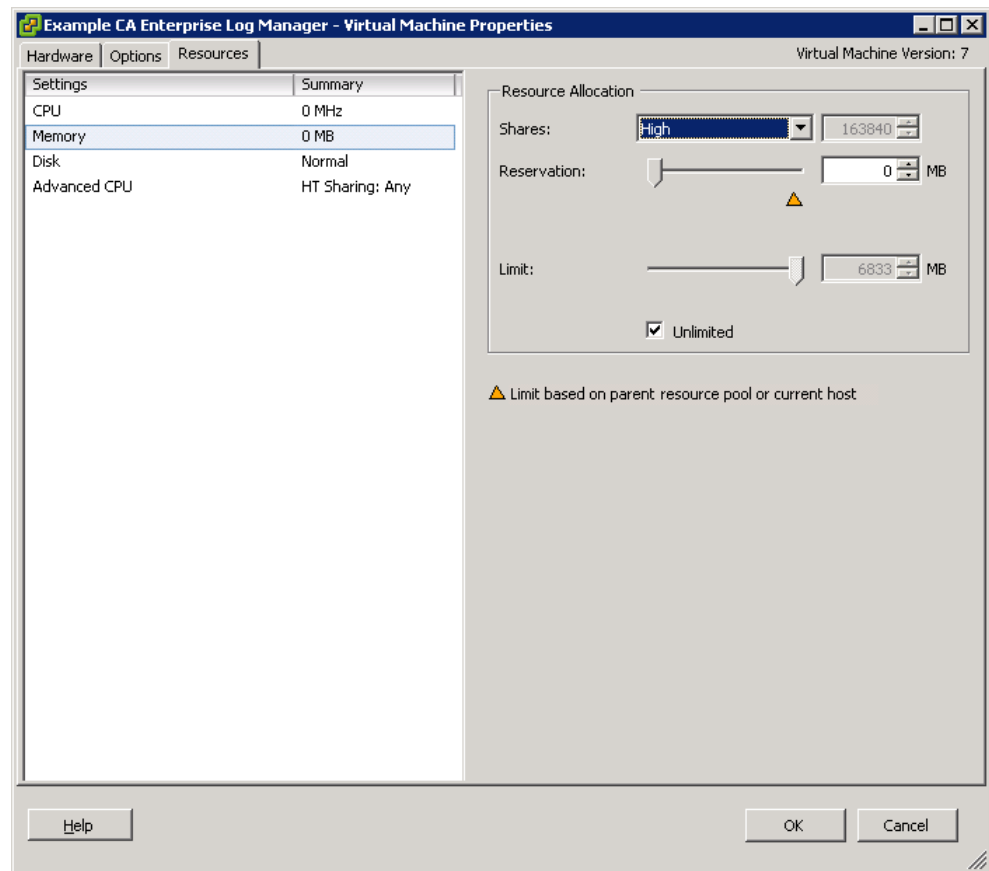 Example CA Enterprise Log Manager - Virtual Machine Properties
Hardware Options Resources Virtual Machine Version: 7
Settings Summary
CPU 0 MHz
Memory 0 MB
Disk Normal
Advanced CPU HT Sharing: Any
Resource Allocation
Shares: High 163840
Reservation: 0 MB
Limit: 6833 MB
Unlimited
Limit based on parent resource pool or current host
Help OK Cancel